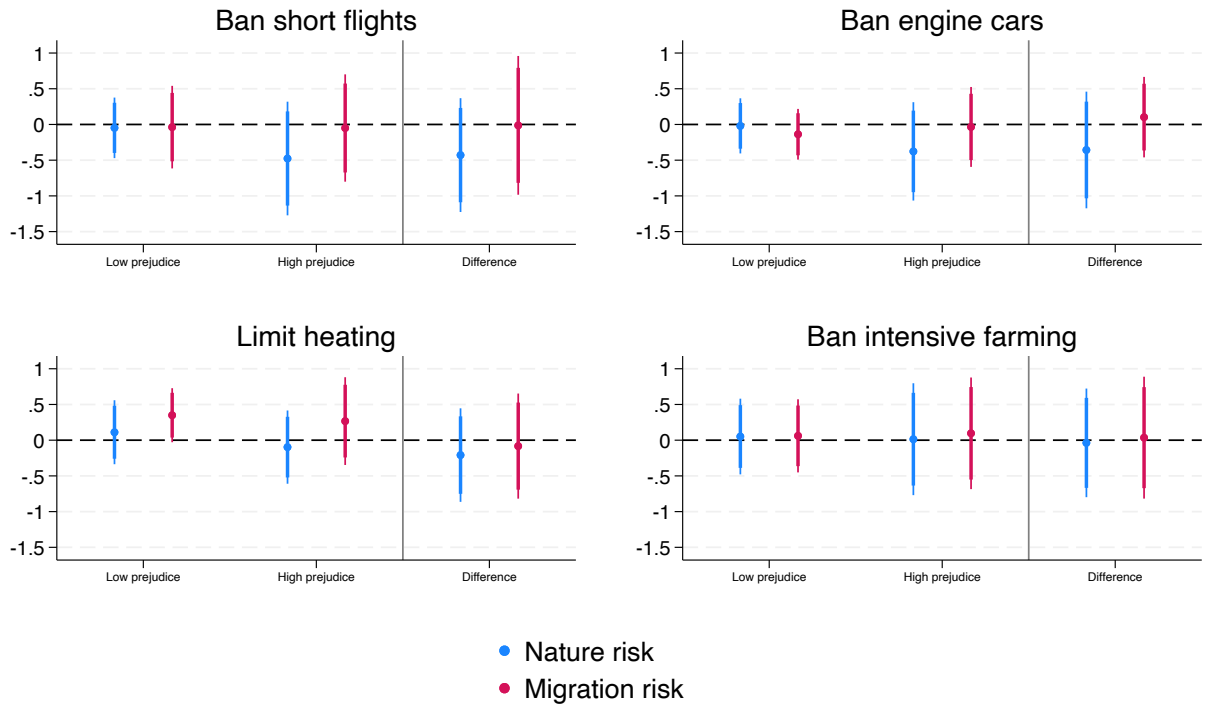 Ban short flights
Ban engine cars
1
.5
0
-.5
-1
-1.5
Low prejudice High prejudice Difference
1
.5
0
-.5
-1
-1.5
Low prejudice High prejudice Difference
Limit heating
Ban intensive farming
1
.5
0
-.5
-1
-1.5
Low prejudice High prejudice Difference
1
.5
0
-.5
-1
-1.5
Low prejudice High prejudice Difference
Nature risk
Migration risk